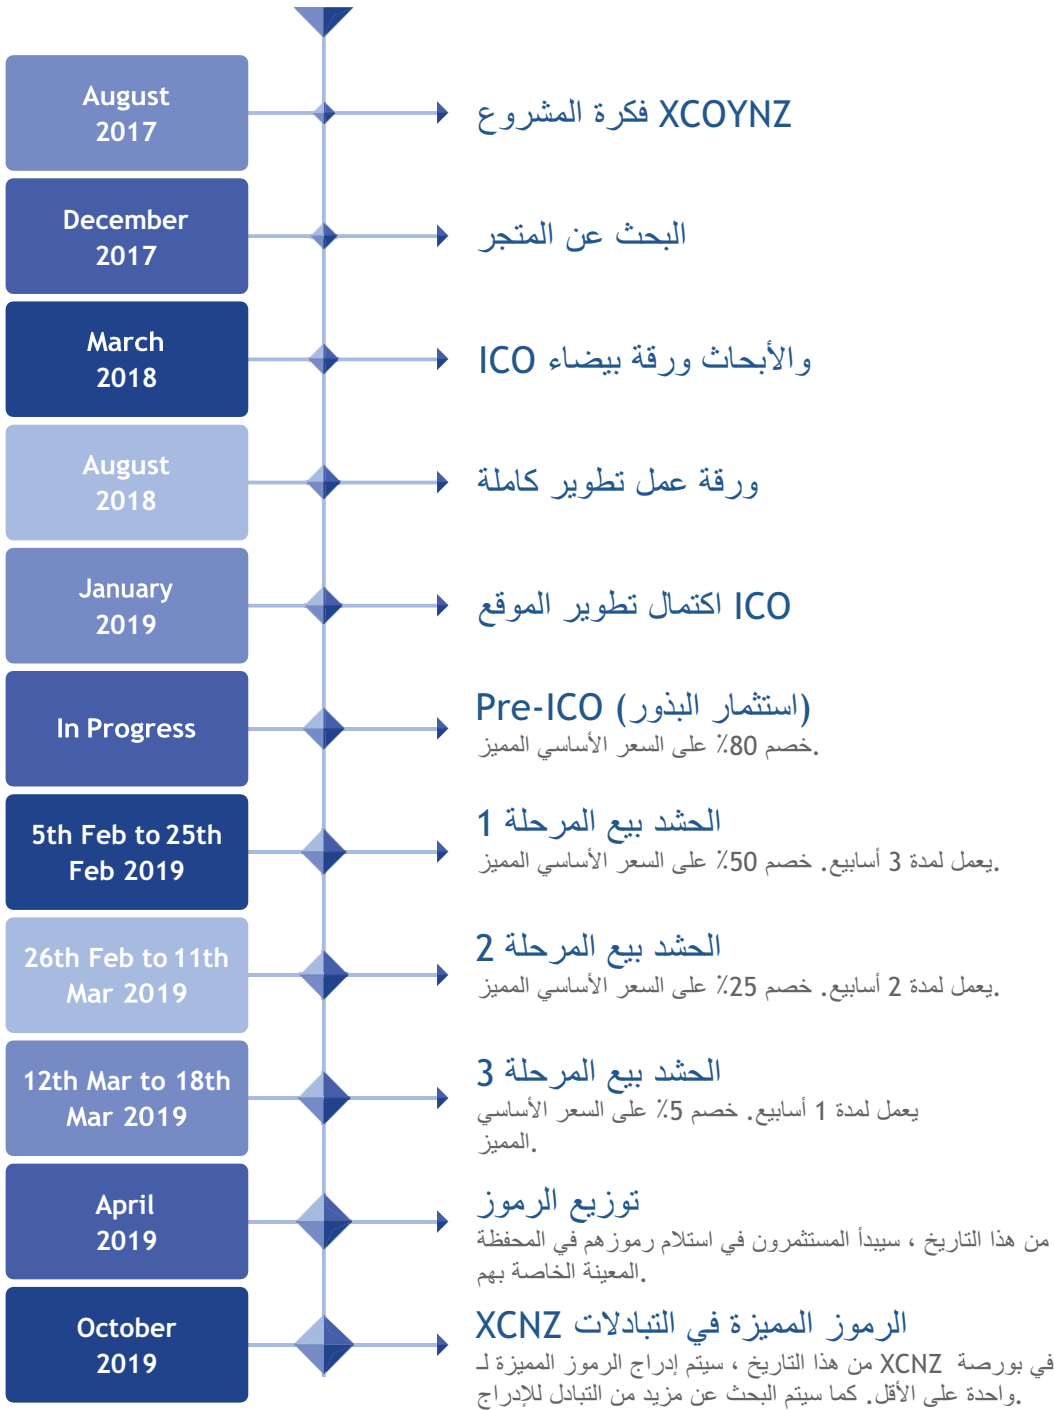 August
2017
فكرة المشروع XCOYNZ
December
2017
البحث عن المتجر
March
2018
والأبحاث ورقة بيضاء ICO
August
2018
ورقة عمل تطوير كاملة
January
2019
اكتمال تطوير الموقع ICO
In Progress
Pre-ICO (استثمار البذور)
خصم 80٪ على السعر الأساسي المميز.
5th Feb to 25th
Feb 2019
الحشد بيع المرحلة 1
يعمل لمدة 3 أسابيع. خصم 50٪ على السعر الأساسي المميز.
26th Feb to 11th
Mar 2019
الحشد بيع المرحلة 2
يعمل لمدة 2 أسابيع. خصم 25٪ على السعر الأساسي المميز.
12th Mar to 18th
Mar 2019
الحشد بيع المرحلة 3
يعمل لمدة 1 أسابيع. خصم 5٪ على السعر الأساسي
المميز.
April
2019
توزيع الرموز
من هذا التاريخ ، سيبدأ المستثمرون في استلام رموزهم في المحفظة
المعينة الخاصة بهم.
October
2019
الرموز المميزة في التبادلات XCNZ
في بورصة XCNZ من هذا التاريخ ، سيتم إدراج الرموز المميزة لـ
واحدة على الأقل. كما سيتم البحث عن مزيد من التبادل للإدراج.